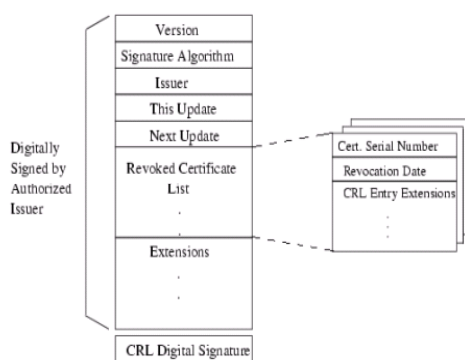 Version
Signature Algorithm
Issuer
This Update
Next Update
Revoked Certificate
List
Extensions
CRL Digital Signature
Digitally
Signed by
Authorized
Issuer
Cert. Serial Number
Revocation Date
CRL Entry Extensions